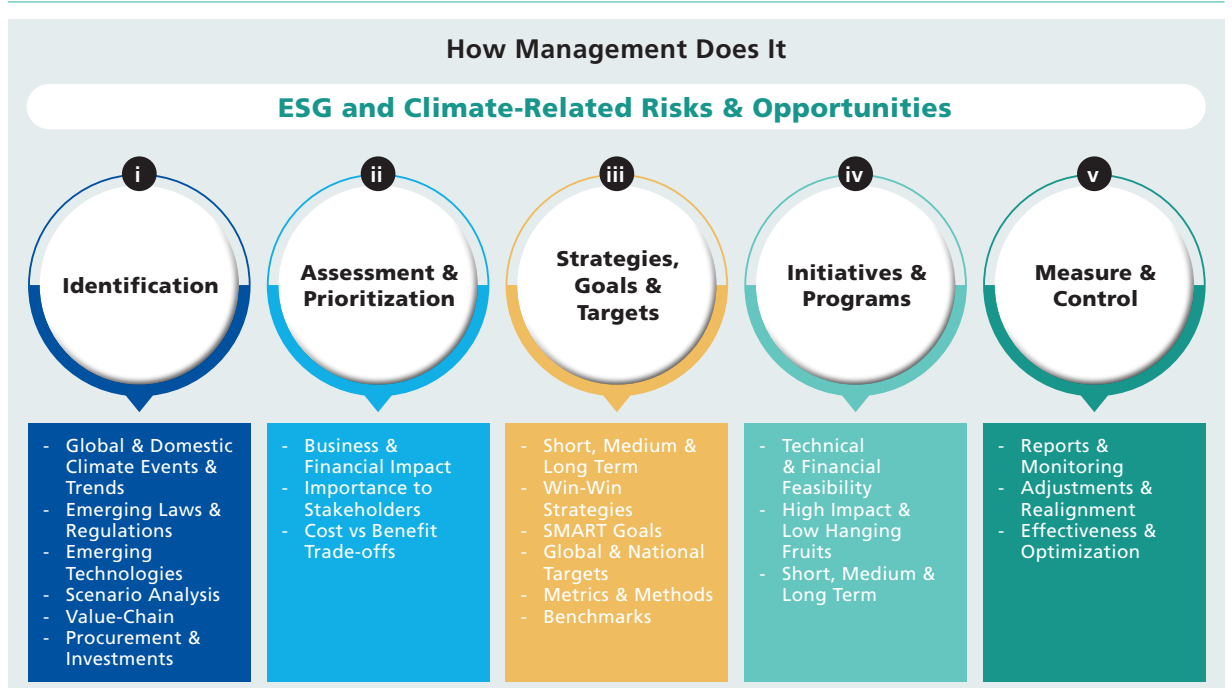 How Management Does It
ESG and Climate-Related Risks & Opportunities
i
Identification
- Global & Domestic
Climate Events &
Trends
- Emerging Laws &
Regulations
- Emerging
Technologies
- Scenario Analysis
- Value-Chain
- Procurement &
Investments
ii
Assessment &
Prioritization
- Business &
Financial Impact
- Importance to
Stakeholders
- Cost vs Benefit
Trade-offs
iii
Strategies,
Goals &
Targets
- Short, Medium &
Long Term
- Win-Win
Strategies
- SMART Goals
- Global & National
Targets
- Metrics & Methods
- Benchmarks
iv
Initiatives &
Programs
- Technical
& Financial
Feasibility
- High Impact &
Low Hanging
Fruits
- Short, Medium &
Long Term
v
Measure &
Control
- Reports &
Monitoring
- Adjustments &
Realignment
- Effectiveness &
Optimization